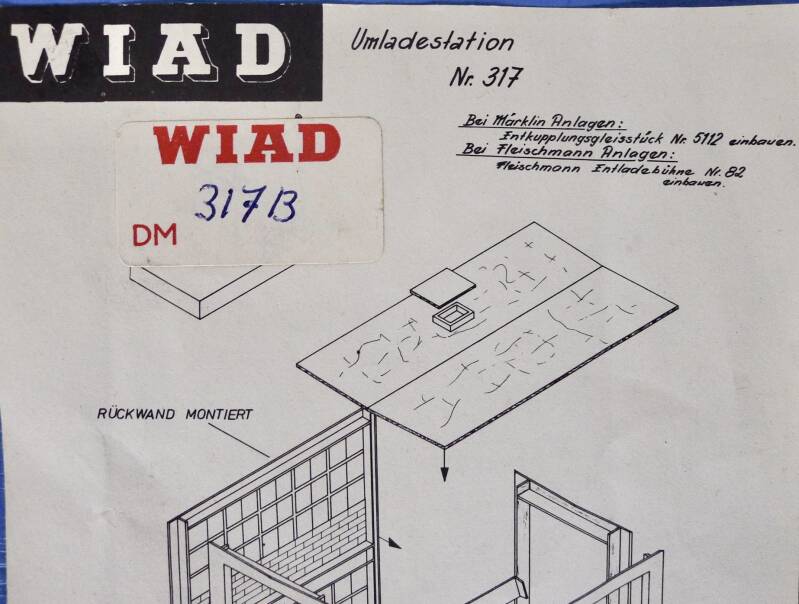 WIAD
Umladestation
Nr. 317
Bei Märklin Anlagen:
Entkupplungsgleisstück Nr. 5112 einbauen.
Bei Fleischmann Anlagen:
Fleischmann Entladebühne Nr. 82
einbauen.
WIAD
317B
DM
RÜCKWAND MONTIERT